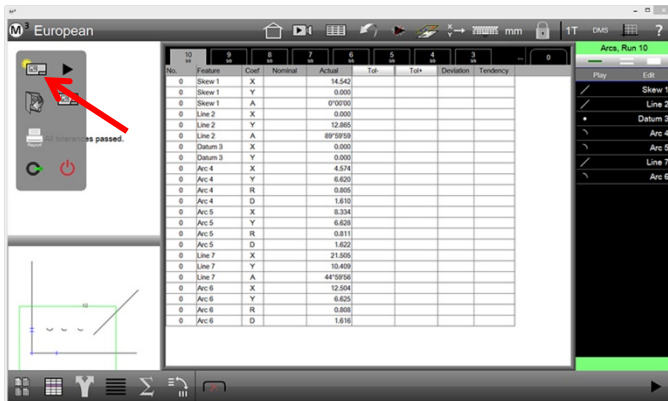 M³
M³ European
mm
1T DMS ?
10 9 8 7 6 5 4 3 ... 0
Arcs, Run 10
No. Feature Coef Nominal Actual Tol- Tol+ Deviation Tendency
Play Edit
0 Skew 1 X 14.542
0 Skew 1 Y 0.000
0 Skew 1 A 0°00'00
0 Line 2 X 0.000
0 Line 2 Y 12.865
0 Line 2 A 89°59'59
0 Datum 3 X 0.000
0 Datum 3 Y 0.000
0 Arc 4 X 4.574
0 Arc 4 Y 6.620
0 Arc 4 R 0.805
0 Arc 4 D 1.610
0 Arc 5 X 8.334
0 Arc 5 Y 6.628
0 Arc 5 R 0.811
0 Arc 5 D 1.622
0 Line 7 X 21.505
0 Line 7 Y 10.409
0 Line 7 A 44°59'56
0 Arc 6 X 12.504
0 Arc 6 Y 6.625
0 Arc 6 R 0.808
0 Arc 6 D 1.616
Skew 1
Line 2
Datum 3
Arc 4
Arc 5
Line 7
Arc 6
All tolerances passed.
Report